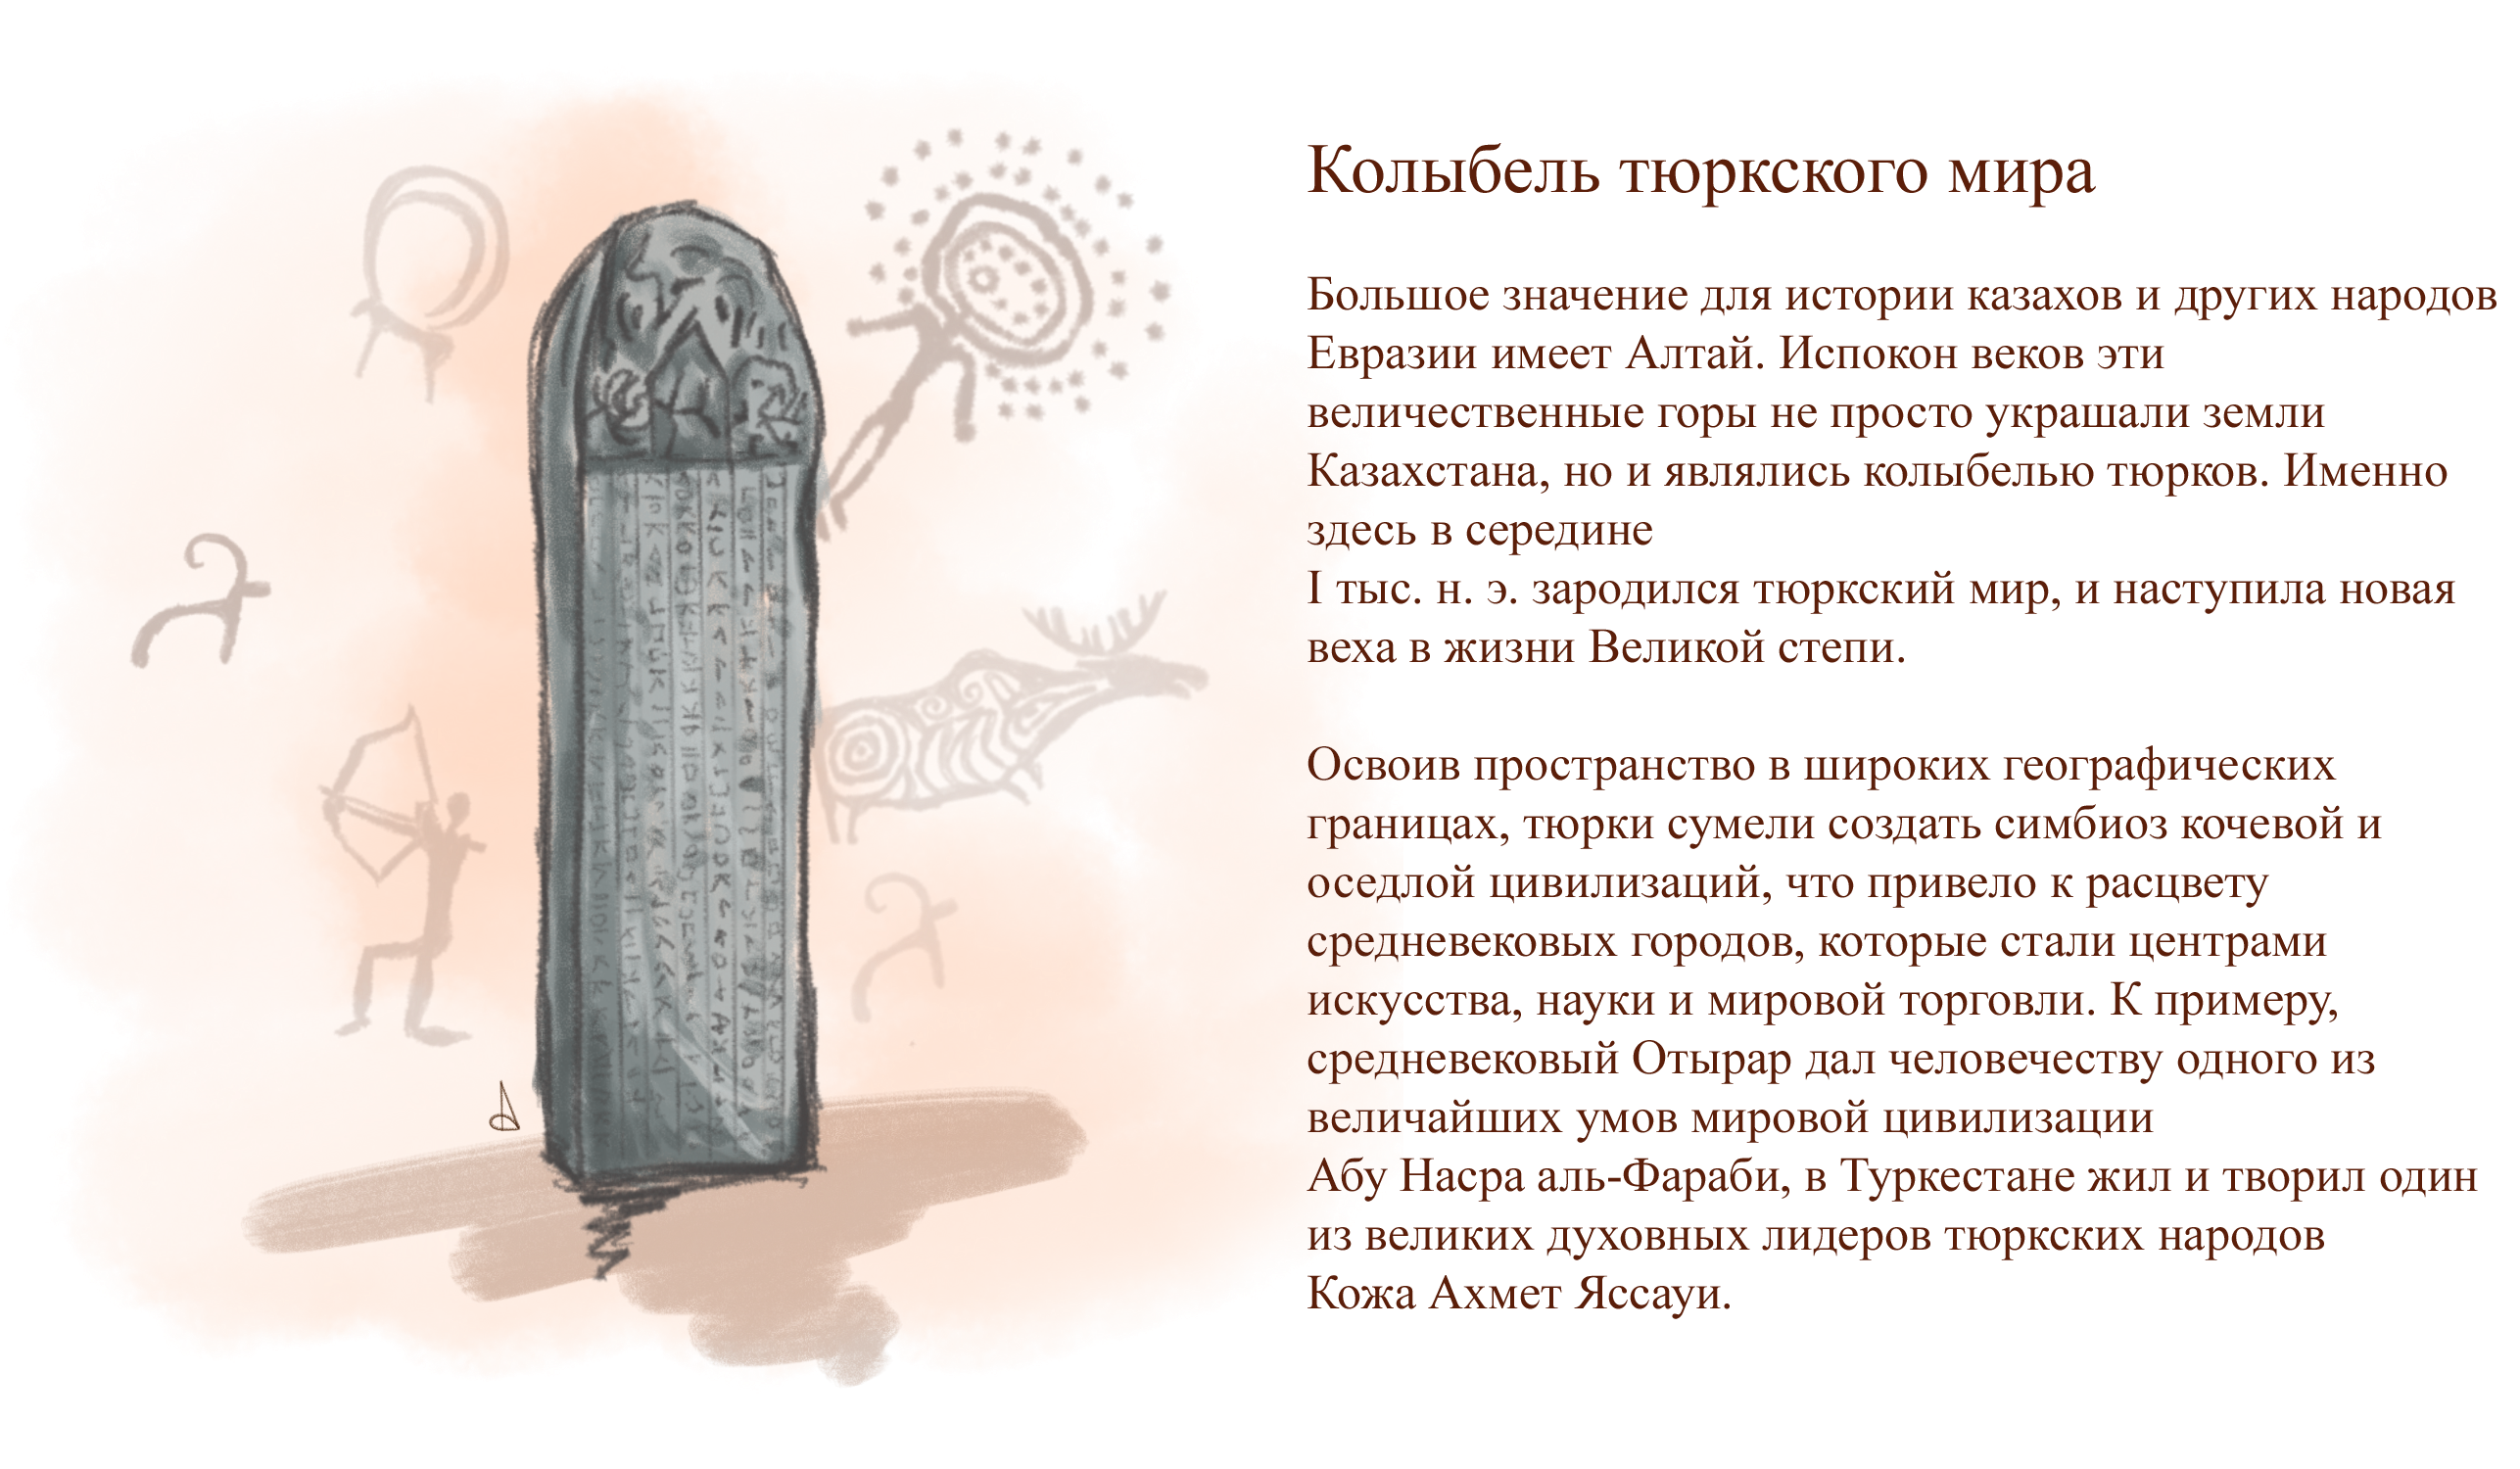 Колыбель тюркского мира
Большое значение для истории казахов и других народов
Евразии имеет Алтай. Испокон веков эти
величественные горы не просто украшали земли
Казахстана, но и являлись колыбелью тюрков. Именно
здесь в середине
I тыс. н. э. зародился тюркский мир, и наступила новая
веха в жизни Великой степи.
Освоив пространство в широких географических
границах, тюрки сумели создать симбиоз кочевой и
оседлой цивилизаций, что привело к расцвету
средневековых городов, которые стали центрами
искусства, науки и мировой торговли. К примеру,
средневековый Отырар дал человечеству одного из
величайших умов мировой цивилизации
Абу Насра аль-Фараби, в Туркестане жил и творил один
из великих духовных лидеров тюркских народов
Кожа Ахмет Яссауи.